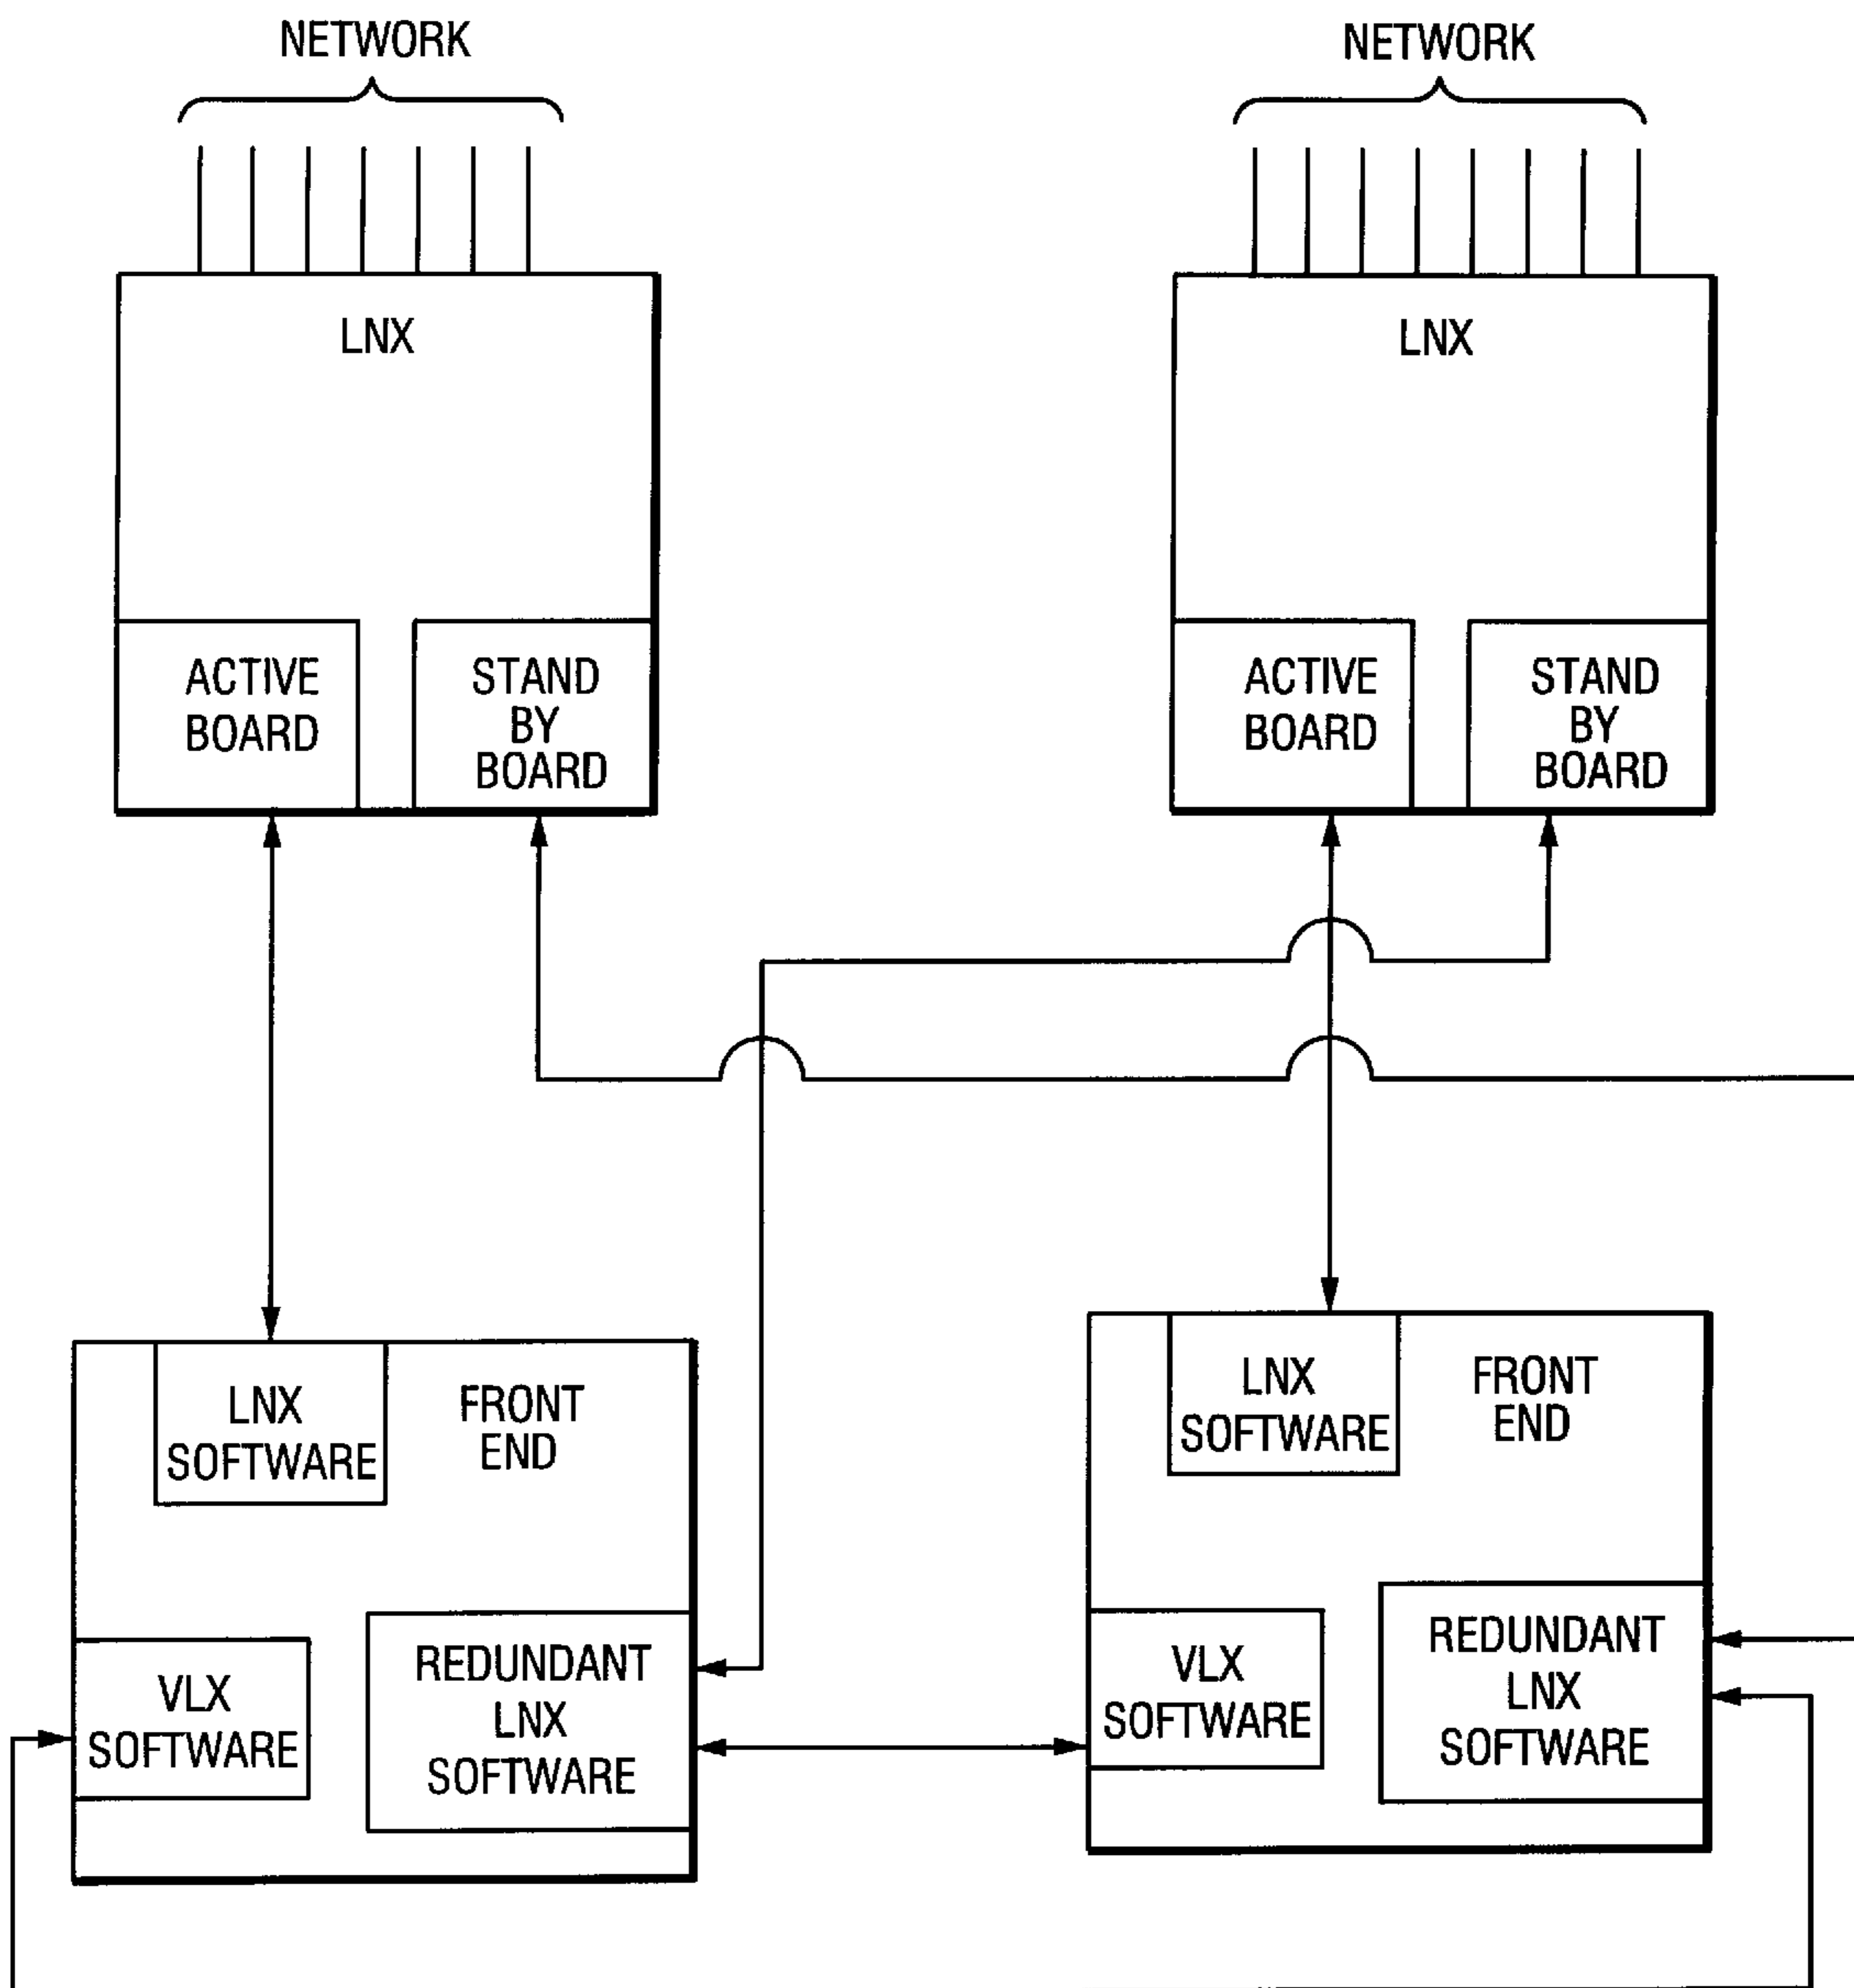 NETWORK
NETWORK
LNX
LNX
ACTIVE
BOARD
STAND
BY
BOARD
ACTIVE
BOARD
STAND
BY
BOARD
LNX
SOFTWARE
FRONT
END
LNX
SOFTWARE
FRONT
END
VLX
SOFTWARE
REDUNDANT
LNX
SOFTWARE
VLX
SOFTWARE
REDUNDANT
LNX
SOFTWARE